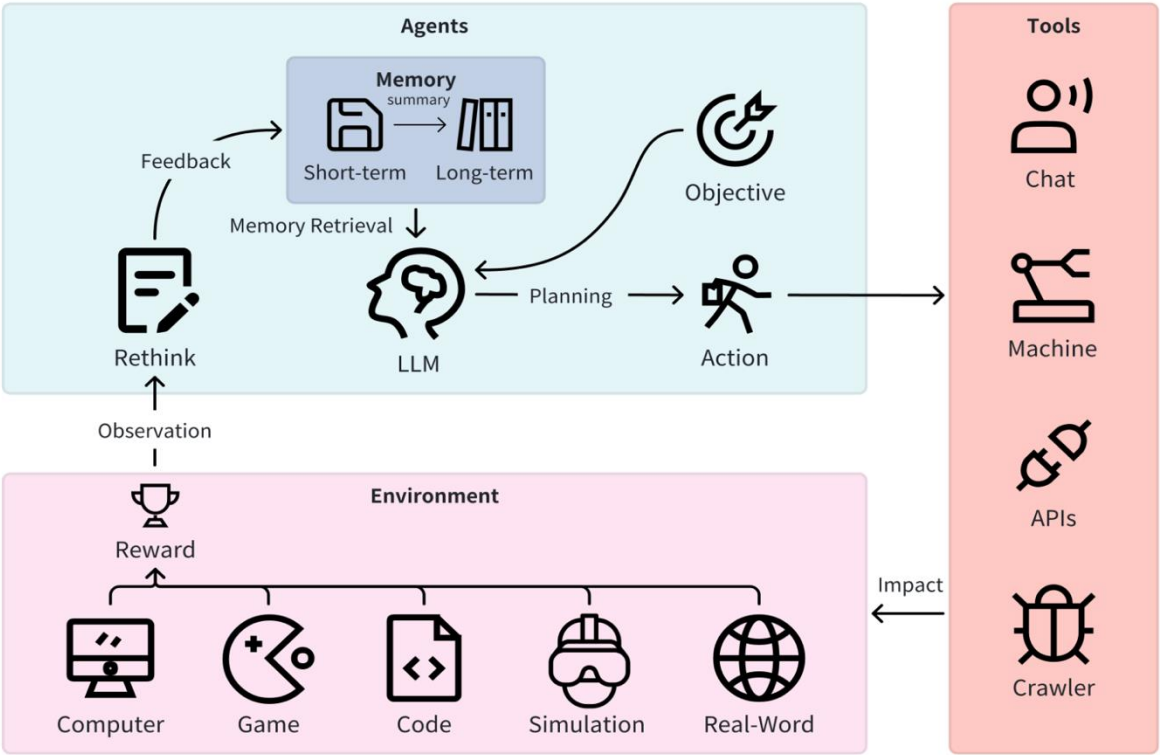 Agents
Memory
summary
Short-term
Long-term
Feedback
Memory Retrieval
Objective
Rethink
LLM
Planning
Action
Tools
Chat
Machine
APIs
Crawler
Observation
Impact
Environment
Reward
Computer
Game
Code
Simulation
Real-Word